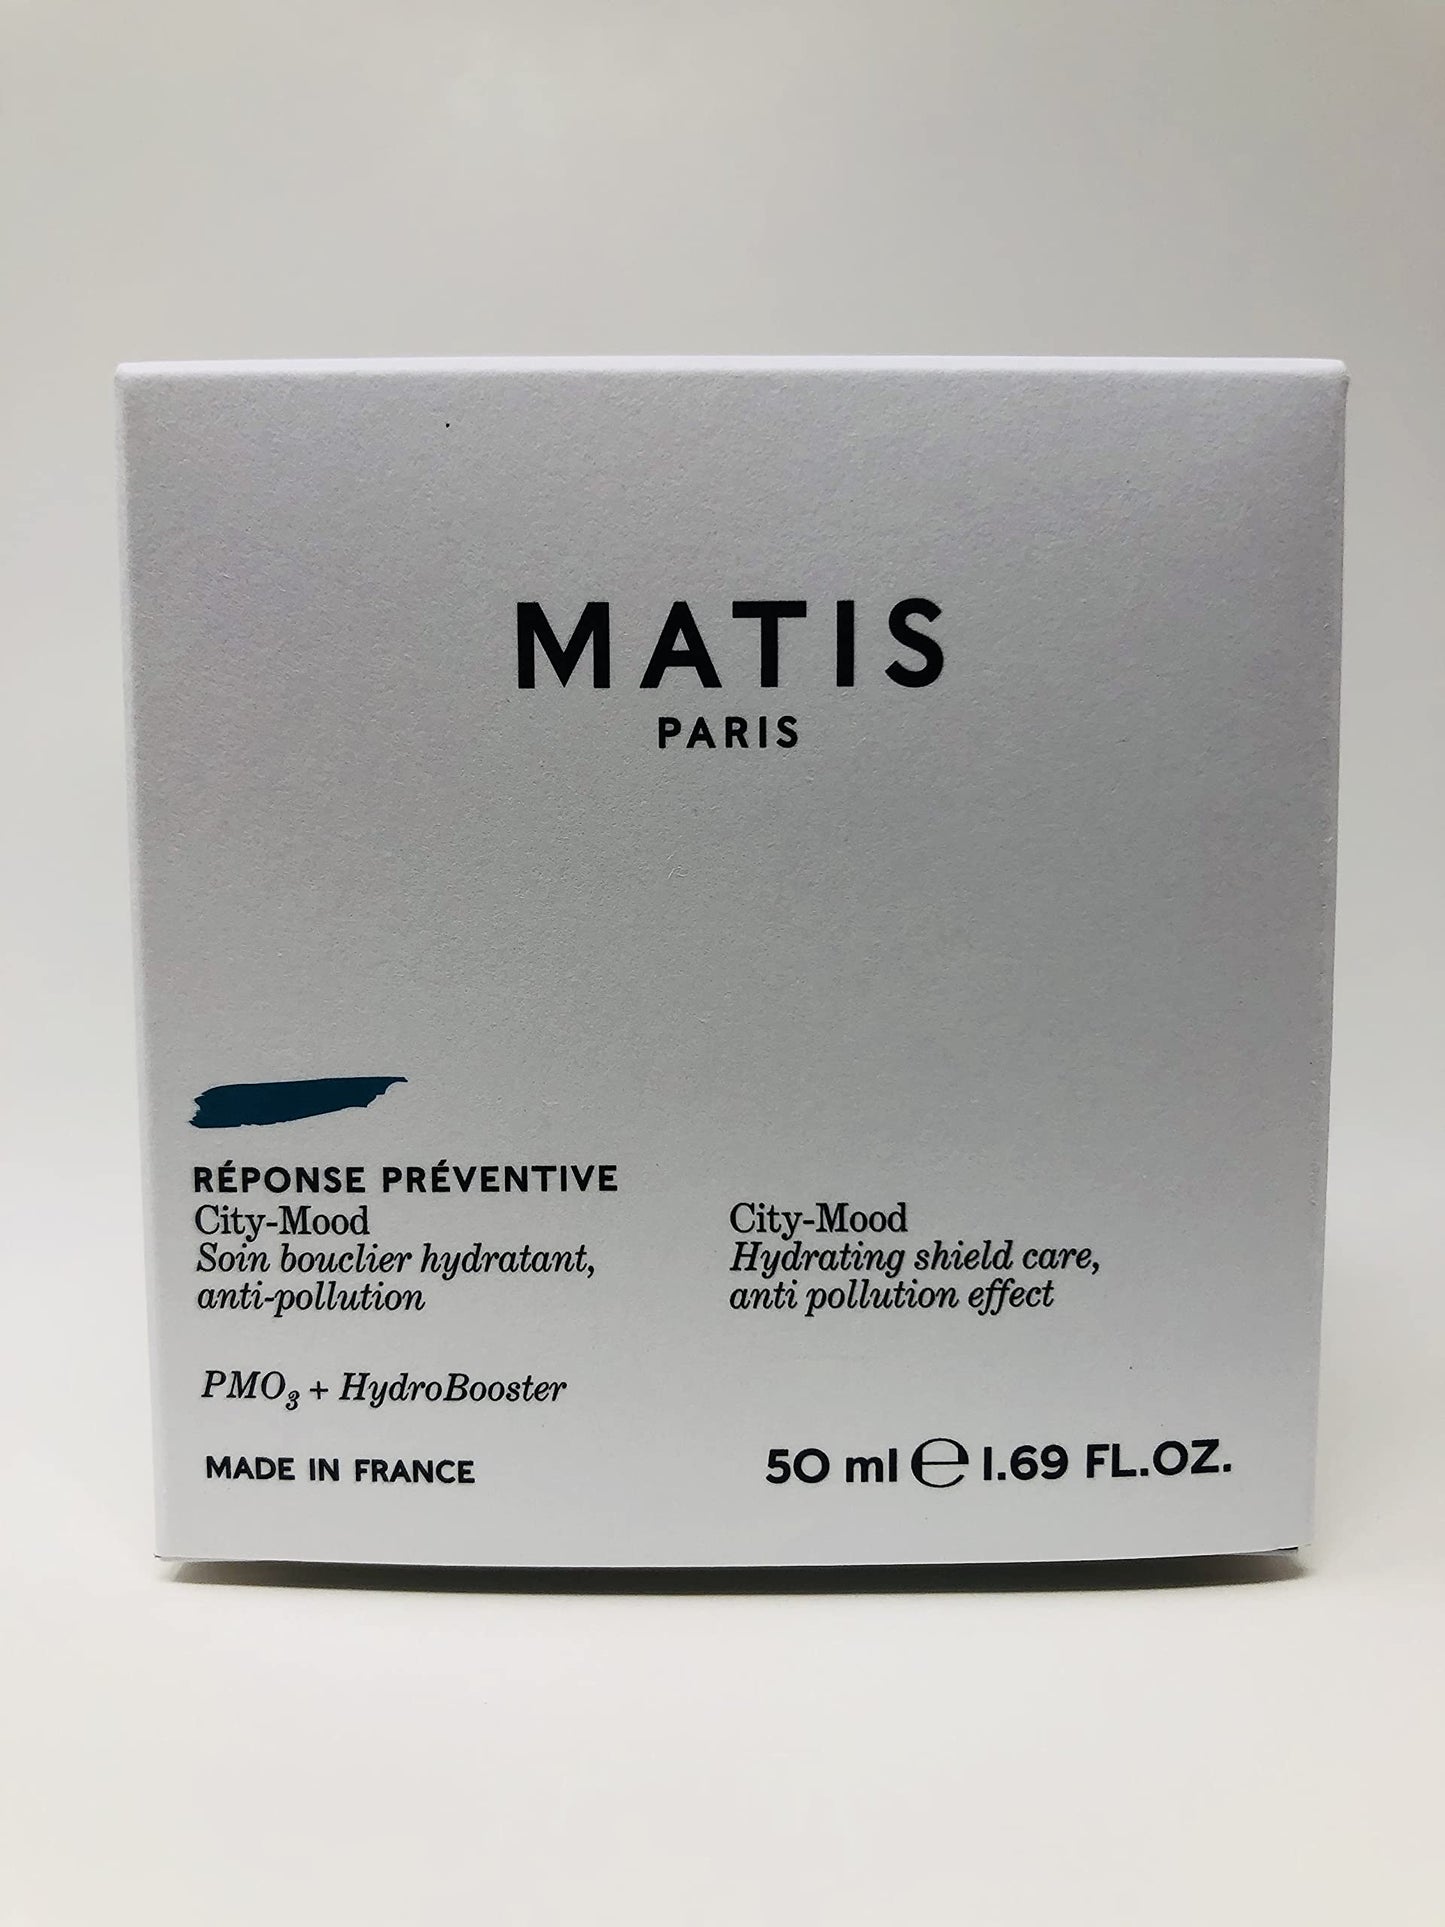 MATIS
PARIS
RÉPONSE PRÉVENTIVE
City-Mood
Soin bouclier hydratant,
anti-pollution
City-Mood
Hydrating shield care,
anti pollution effect
PMO₃ + HydroBooster
MADE IN FRANCE
50 ml ℮ 1.69 FL.OZ.